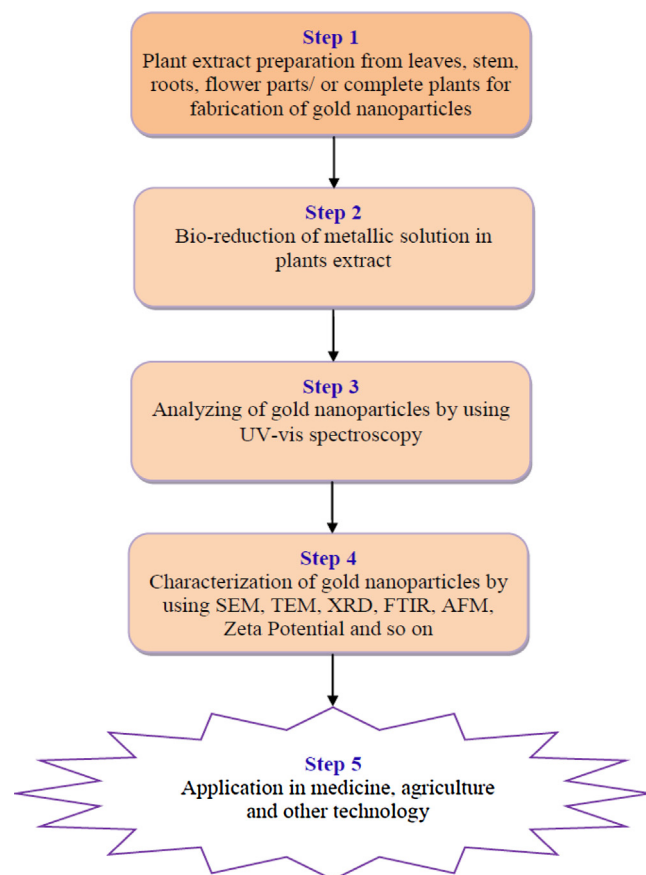 Step 1
Plant extract preparation from leaves, stem,
roots, flower parts/ or complete plants for
fabrication of gold nanoparticles
Step 2
Bio-reduction of metallic solution in
plants extract
Step 3
Analyzing of gold nanoparticles by using
UV-vis spectroscopy
Step 4
Characterization of gold nanoparticles by
using SEM, TEM, XRD, FTIR, AFM,
Zeta Potential and so on
Step 5
Application in medicine, agriculture
and other technology